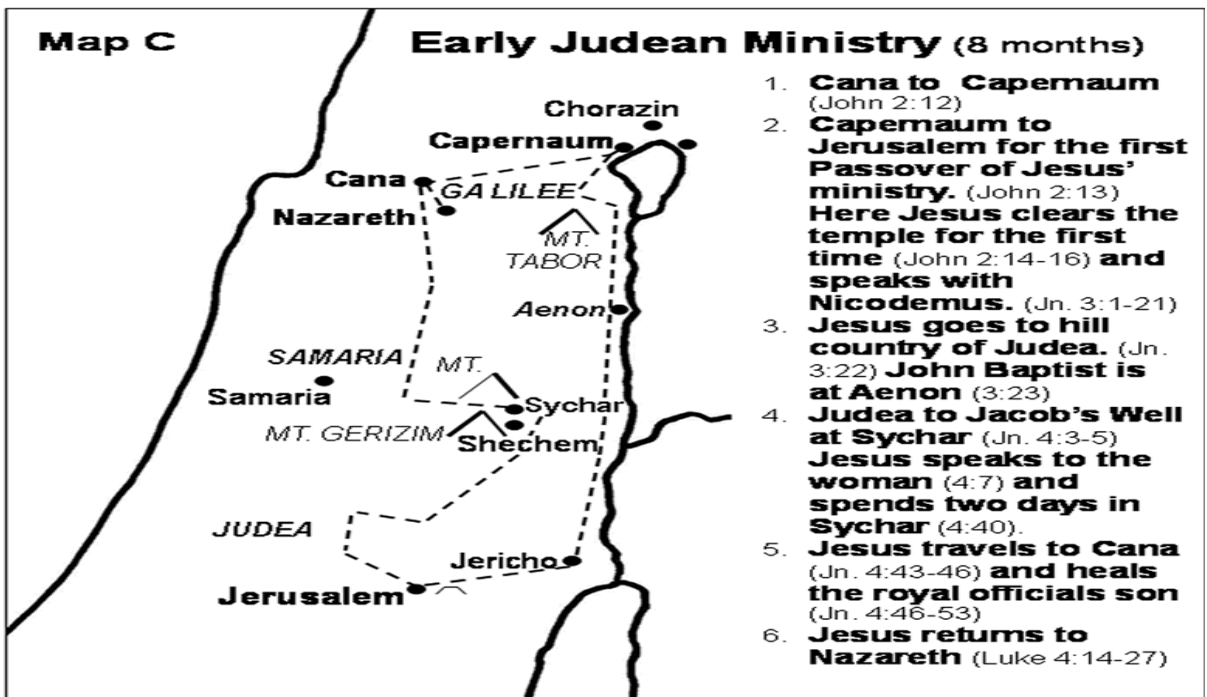 Map C
Early Judean Ministry (8 months)
Chorazin
Capernaum
Cana
GALILEE
Nazareth
MT.
TABOR
Aenon
SAMARIA
MT.
Samaria
Sychar
MT. GERIZIM
Shechem
JUDEA
Jericho
Jerusalem
1. Cana to Capernaum
(John 2:12)
2. Capernaum to
Jerusalem for the first
Passover of Jesus'
ministry. (John 2:13)
Here Jesus clears the
temple for the first
time (John 2:14-16) and
speaks with
Nicodemus. (Jn. 3:1-21)
3. Jesus goes to hill
country of Judea. (Jn.
3:22) John Baptist is
at Aenon (3:23)
4. Judea to Jacob's Well
at Sychar (Jn. 4:3-5)
Jesus speaks to the
woman (4:7) and
spends two days in
Sychar (4:40).
5. Jesus travels to Cana
(Jn. 4:43-46) and heals
the royal officials son
(Jn. 4:46-53)
6. Jesus returns to
Nazareth (Luke 4:14-27)